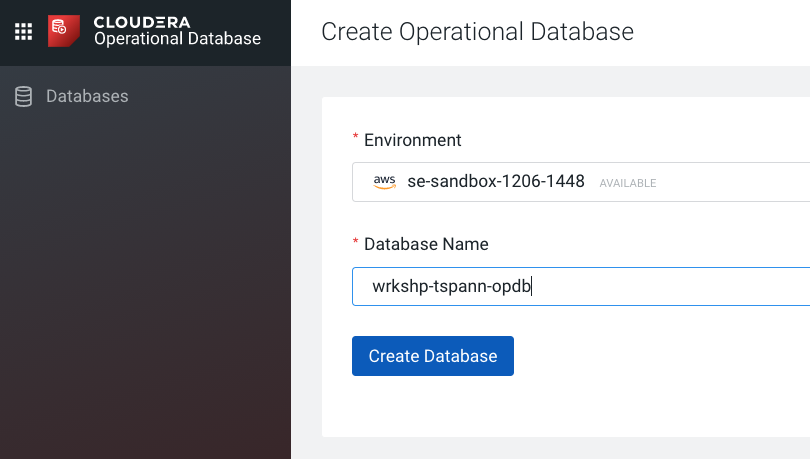 CLOUDERA
Operational Database
Databases
Create Operational Database
* Environment
aws se-sandbox-1206-1448 AVAILABLE
* Database Name
wrkshp-tspann-opdb
Create Database